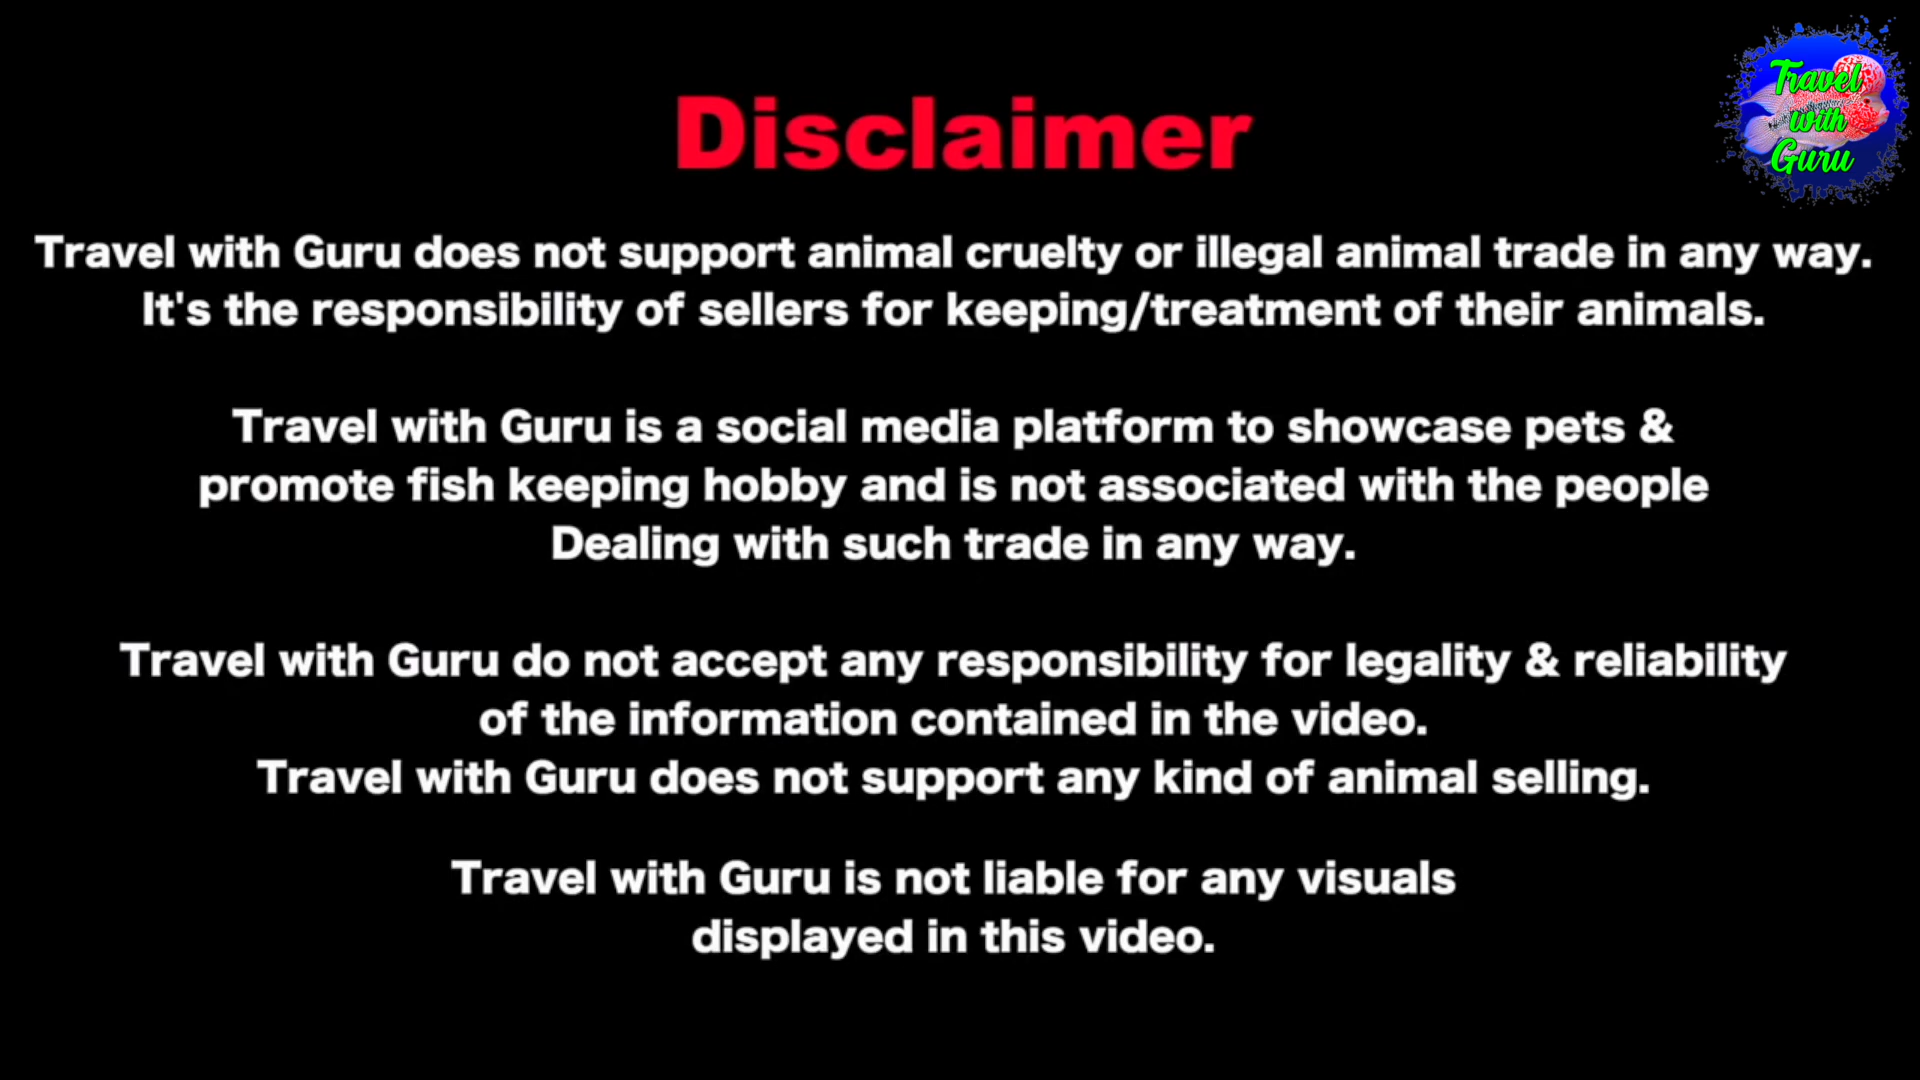 Travel
with
Guru
Disclaimer
Travel with Guru does not support animal cruelty or illegal animal trade in any way.
It's the responsibility of sellers for keeping/treatment of their animals.
Travel with Guru is a social media platform to showcase pets &
promote fish keeping hobby and is not associated with the people
Dealing with such trade in any way.
Travel with Guru do not accept any responsibility for legality & reliability
of the information contained in the video.
Travel with Guru does not support any kind of animal selling.
Travel with Guru is not liable for any visuals
displayed in this video.